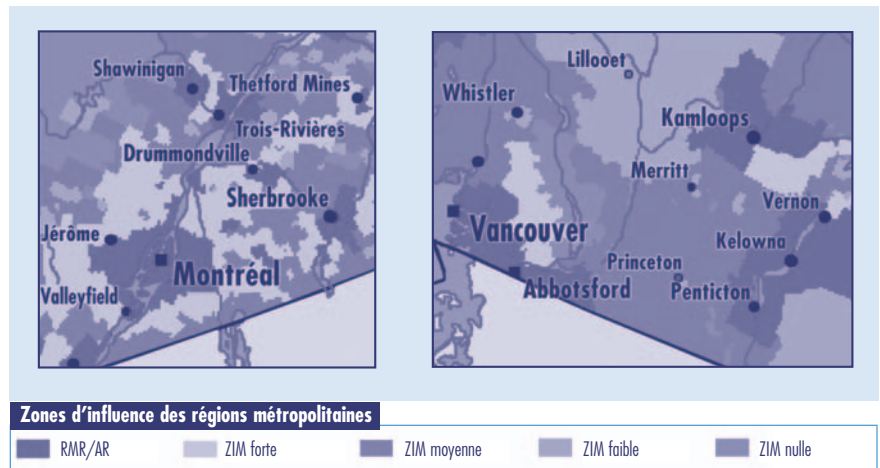 Shawinigan
Thetford Mines
Trois-Rivières
Drummondville
Sherbrooke
Jérôme
Montréal
Valleyfield
Lillooet
Whistler
Kamloops
Merritt
Vernon
Vancouver
Kelowna
Princeton
Abbotsford
Penticton
Zones d'influence des régions métropolitaines
RMR/AR
ZIM forte
ZIM moyenne
ZIM faible
ZIM nulle